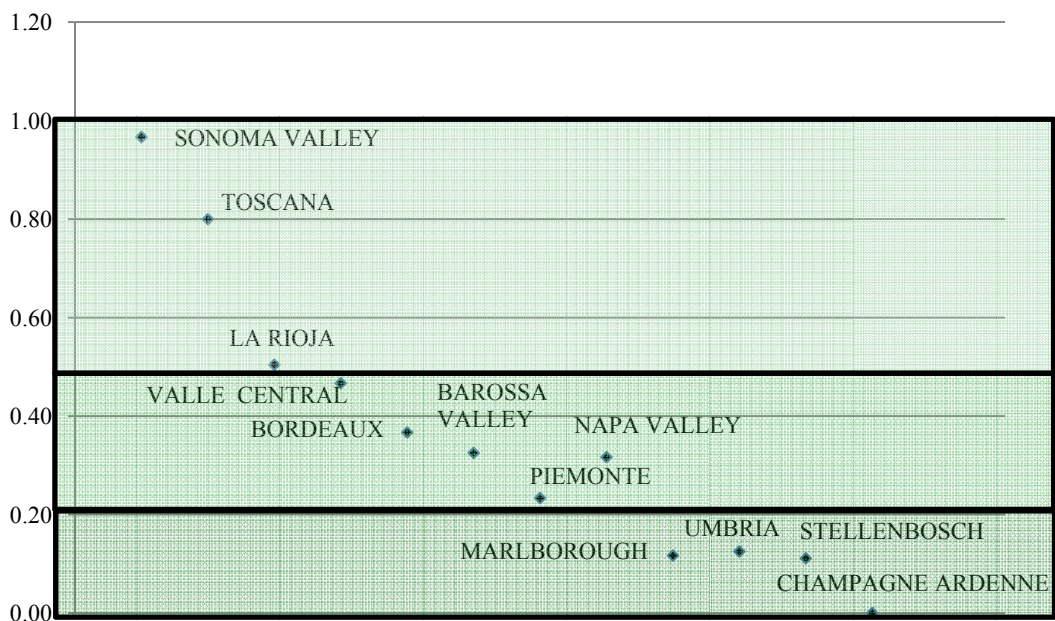 1.20
1.00
SONOMA VALLEY
TOSCANA
0.80
0.60
LA RIOJA
VALLE CENTRAL
BAROSSA
VALLEY
0.40
BORDEAUX
NAPA VALLEY
PIEMONTE
0.20
UMBRIA
STELLENBOSCH
MARLBOROUGH
CHAMPAGNE ARDENNE
0.00